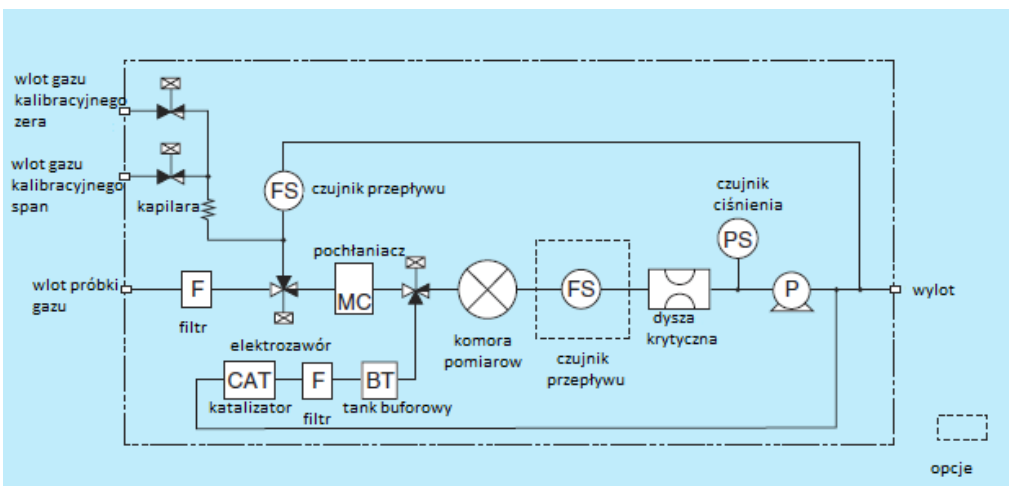 wlot gazu
kalibracyjnego
zera
wlot gazu
kalibracyjnego
span
kapilara
FS
czujnik przepływu
czujnik
ciśnienia
PS
wlot próbki
gazu
F
filtr
pochłaniacz
MC
elektrozawór
komora
pomiarow
FS
czujnik
przepływu
dysza
krytyczna
P
wylot
CAT
katalizator
F
filtr
BT
tank buforowy
opcje